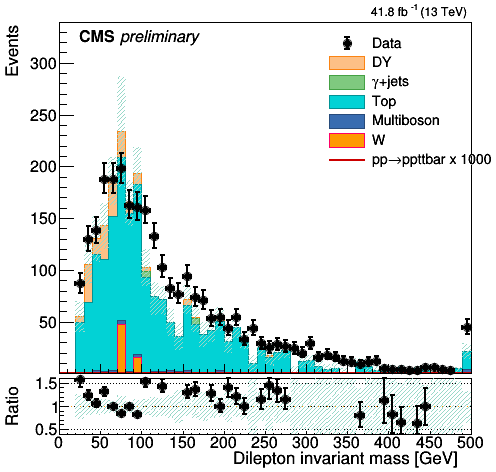 41.8 fb⁻¹ (13 TeV)
CMS preliminary
Events
Data
DY
γ+jets
Top
Multiboson
W
pp→ppttbar x 1000
300
250
200
150
100
50
Ratio
1.5
1
0.5
0 50 100 150 200 250 300 350 400 450 500
Dilepton invariant mass [GeV]